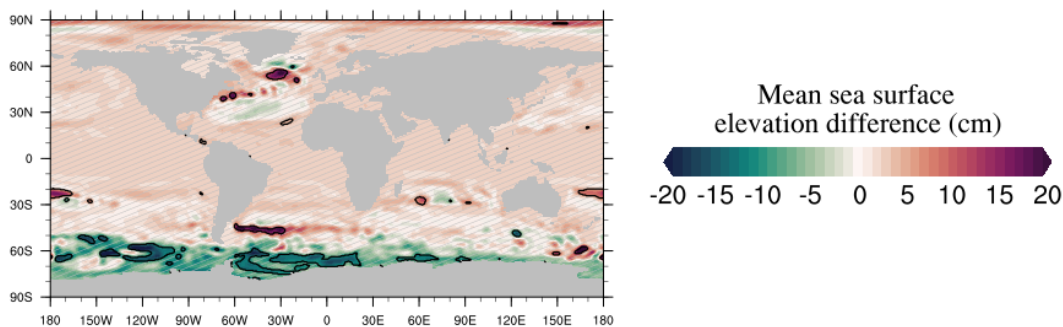 90N
60N
30N
0
30S
60S
90S
180 150W 120W 90W 60W 30W 0 30E 60E 90E 120E 150E 180
Mean sea surface
elevation difference (cm)
-20 -15 -10 -5 0 5 10 15 20